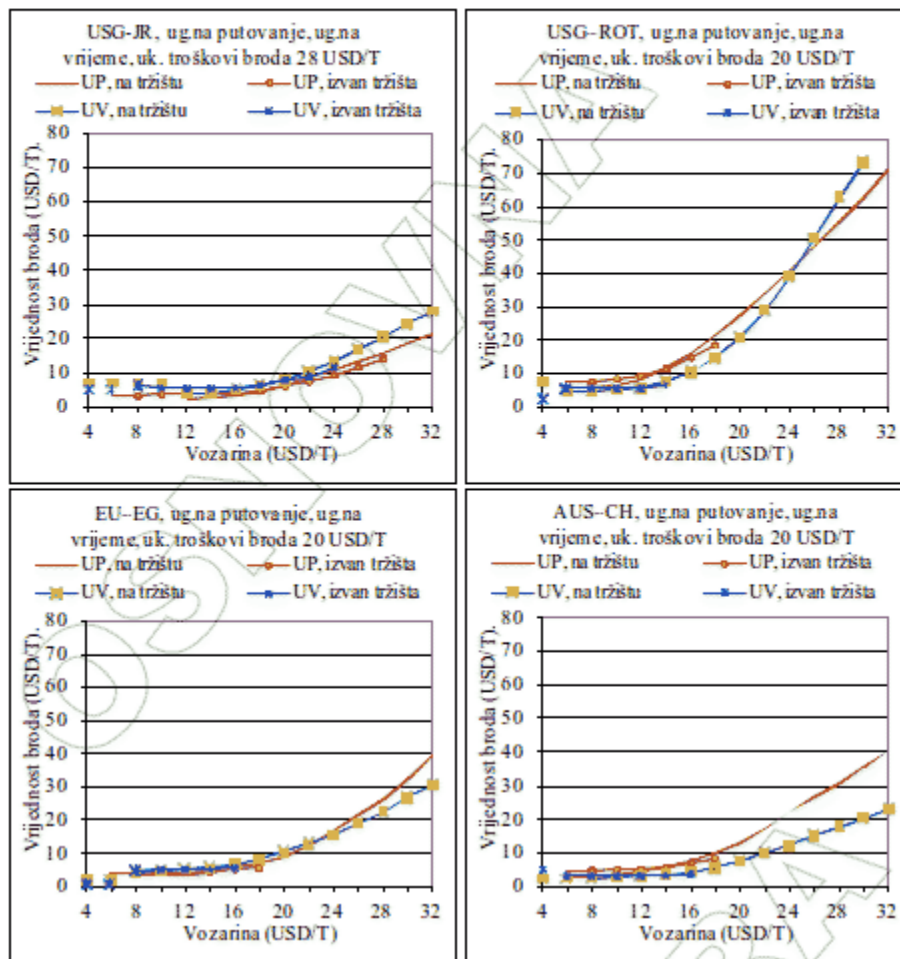 USG-JR, ug.na putovanje, ug.na
vrijeme, uk. troškovi broda 28 USD/T
UP, na tržištu
UP, izvan tržišta
UV, na tržištu
UV, izvan tržišta
Vrijednost broda (USD/T).
80
70
60
50
40
30
20
10
0
4 8 12 16 20 24 28 32
Vozarina (USD/T)
USG--ROT, ug.na putovanje, ug.na
vrijeme, uk. troškovi broda 20 USD/T
UP, na tržištu
UP, izvan tržišta
UV, na tržištu
UV, izvan tržišta
Vrijednost broda (USD/T).
80
70
60
50
40
30
20
10
0
4 8 12 16 20 24 28 32
Vozarina (USD/T)
EU--EG, ug.na putovanje, ug.na
vrijeme, uk. troškovi broda 20 USD/T
UP, na tržištu
UP, izvan tržišta
UV, na tržištu
UV, izvan tržišta
Vrijednost broda (USD/T).
80
70
60
50
40
30
20
10
0
4 8 12 16 20 24 28 32
Vozarina (USD/T)
AUS--CH, ug.na putovanje, ug.na
vrijeme, uk. troškovi broda 20 USD/T
UP, na tržištu
UP, izvan tržišta
UV, na tržištu
UV, izvan tržišta
Vrijednost broda (USD/T).
80
70
60
50
40
30
20
10
0
4 8 12 16 20 24 28 32
Vozarina (USD/T)
OSNOVNA
RA